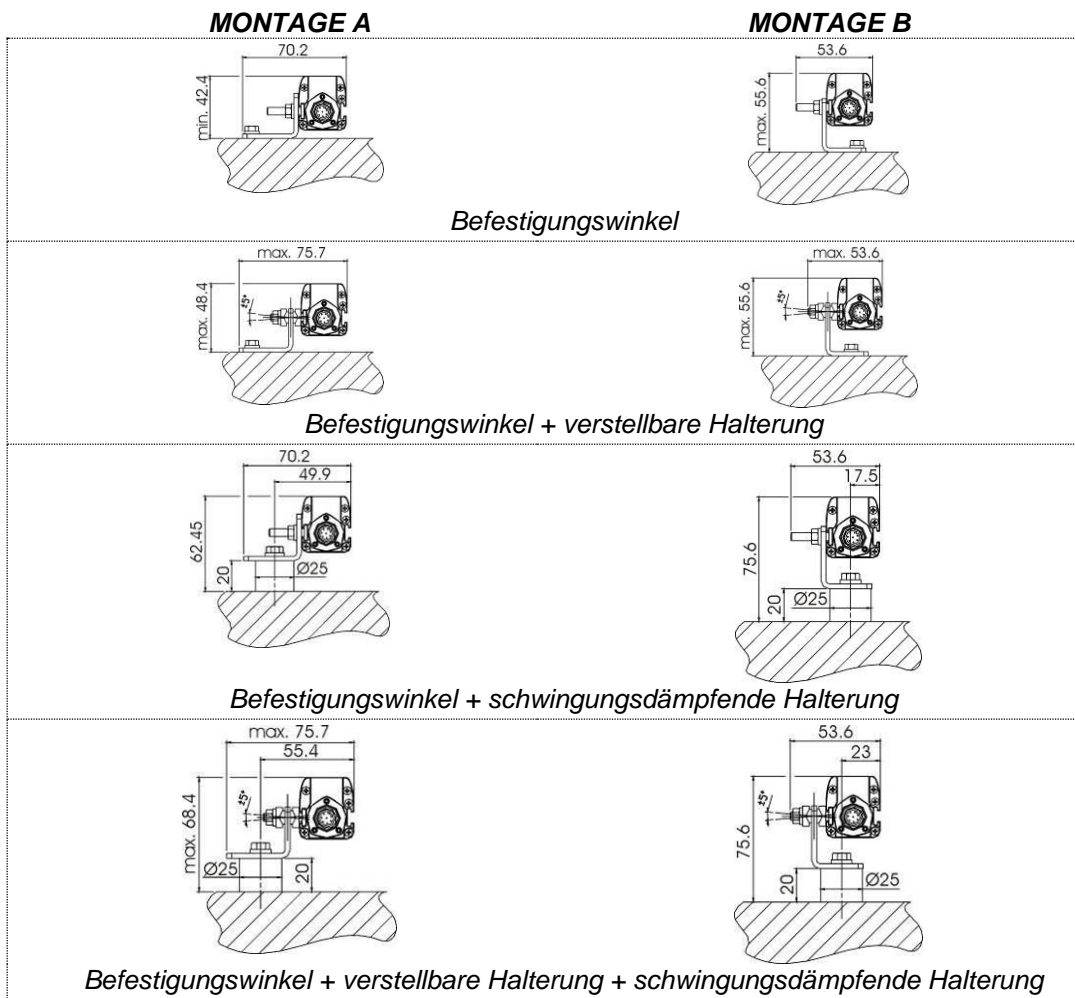 MONTAGE A MONTAGE B
70.2
min. 42.4
53.6
max. 55.6
Befestigungswinkel
max. 75.7
max. 48.4
±5°
max. 53.6
max. 55.6
±5°
Befestigungswinkel + verstellbare Halterung
70.2
49.9
62.45
20
Ø25
53.6
17.5
75.6
20
Ø25
Befestigungswinkel + schwingungsdämpfende Halterung
max. 75.7
55.4
max. 68.4
±5°
Ø25
20
53.6
23
75.6
±5°
20
Ø25
Befestigungswinkel + verstellbare Halterung + schwingungsdämpfende Halterung